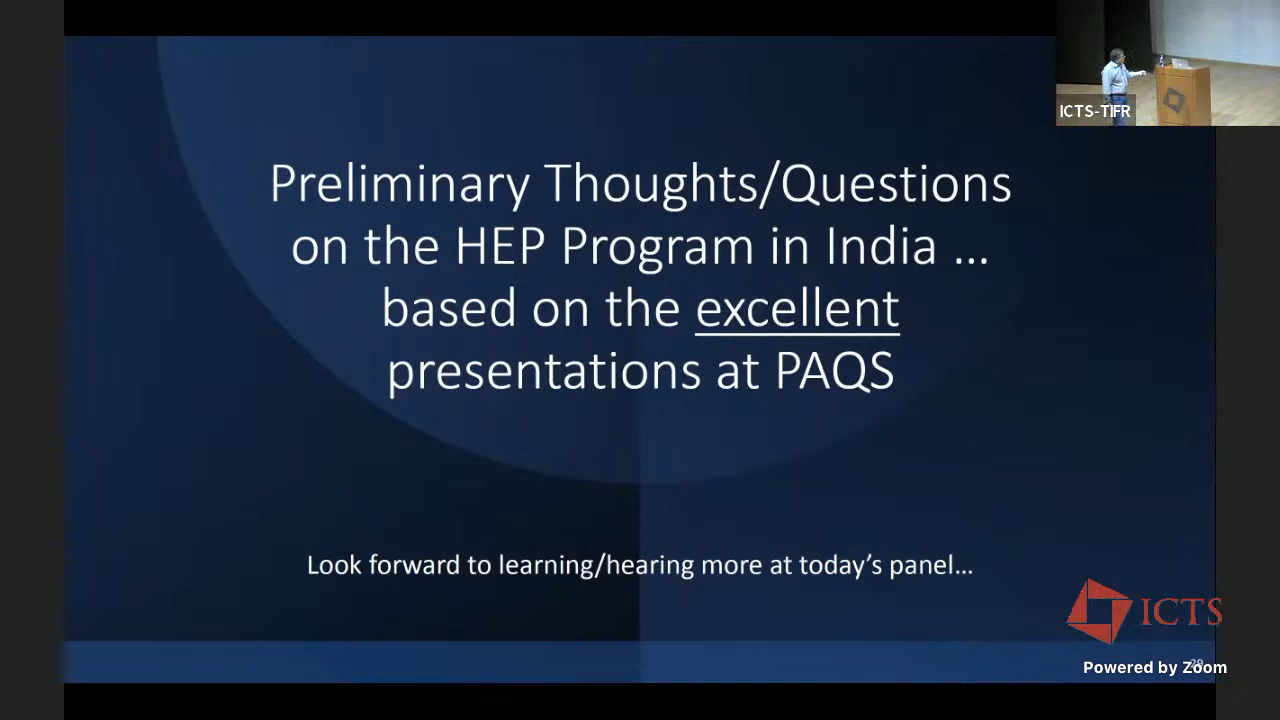 ICTS-TIFR
Preliminary Thoughts/Questions
on the HEP Program in India ...
based on the excellent
presentations at PAQS
Look forward to learning/hearing more at today's panel...
ICTS
Powered by Zoom